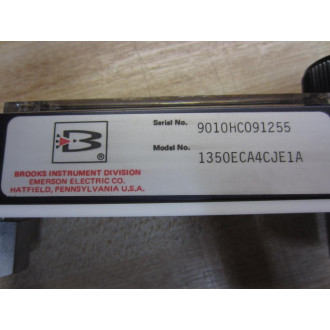 Serial No. 9010HC091255
B
®
Model No. 1350ECA4CJE1A
BROOKS INSTRUMENT DIVISION
EMERSON ELECTRIC CO.
HATFIELD, PENNSYLVANIA U.S.A.